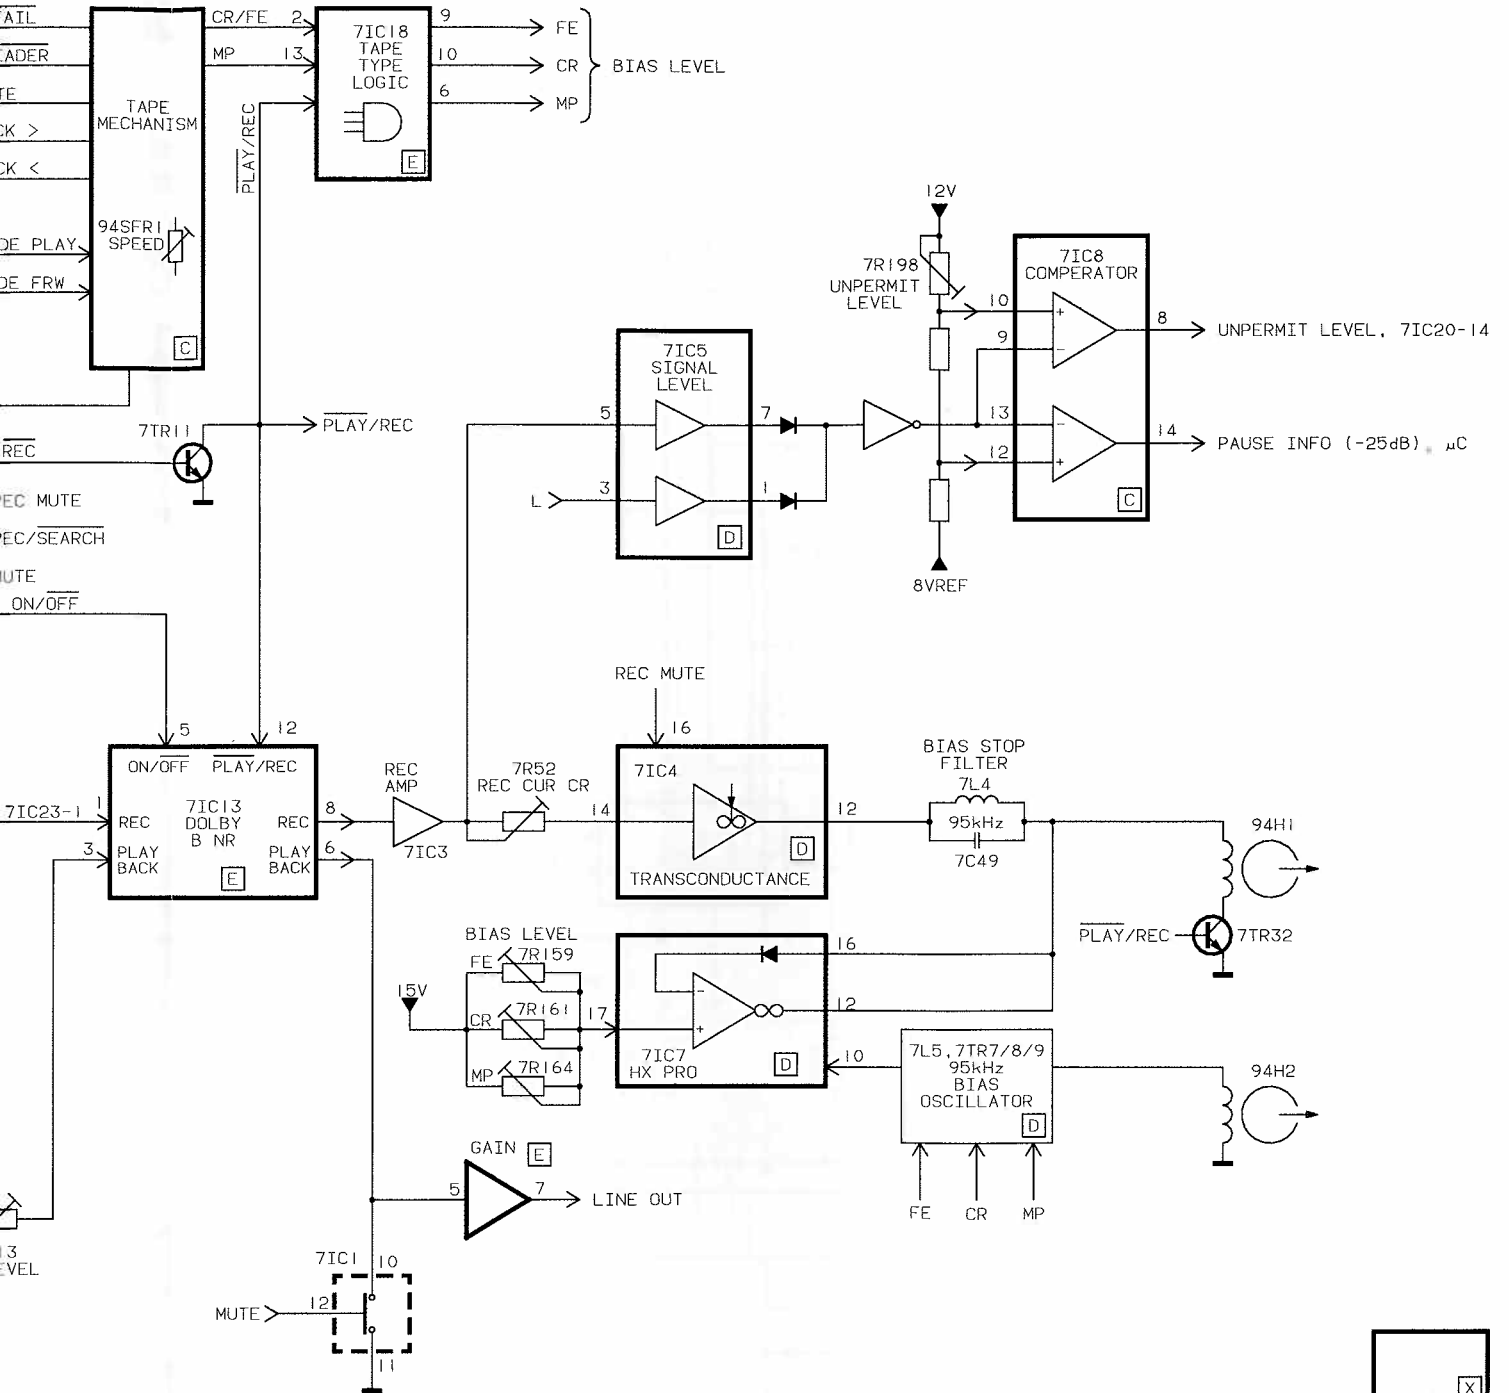 CR/FE 2
MP 13
TAPE
MECHANISM
CK >
CK <
94SFR1
SPEED
DE PLAY
DE FRW
C
PLAY/REC
7IC18
TAPE
TYPE
LOGIC
E
9 FE
10 CR
6 MP
BIAS LEVEL
12V
7R198
UNPERMIT
LEVEL
7IC8
COMPERATOR
10
9
13
12
8 UNPERMIT LEVEL, 7IC20-14
14 PAUSE INFO (-25dB), µC
C
8VREF
7IC5
SIGNAL
LEVEL
5 7
L 3 1
D
7TR11
PLAY/REC
REC
REC MUTE
REC/SEARCH
MUTE
ON/OFF
5 12
ON/OFF PLAY/REC
7IC23-1 1
REC
7IC13
DOLBY
B NR
REC
8
3
PLAY
BACK
PLAY
BACK
6
E
REC
AMP
7IC3
7R52
REC CUR CR
REC MUTE
16
14
7IC4
12
D
TRANSCONDUCTANCE
BIAS STOP
FILTER
7L4
95kHz
7C49
94H1
PLAY/REC
7TR32
BIAS LEVEL
FE 7R159
15V
CR 7R161
MP 7R164
17
16
12
7IC7
HX PRO
D
10
7L5,7TR7/8/9
95kHz
BIAS
OSCILLATOR
D
94H2
FE CR MP
GAIN E
5 7 LINE OUT
7IC1 10
MUTE 12
11
13
X